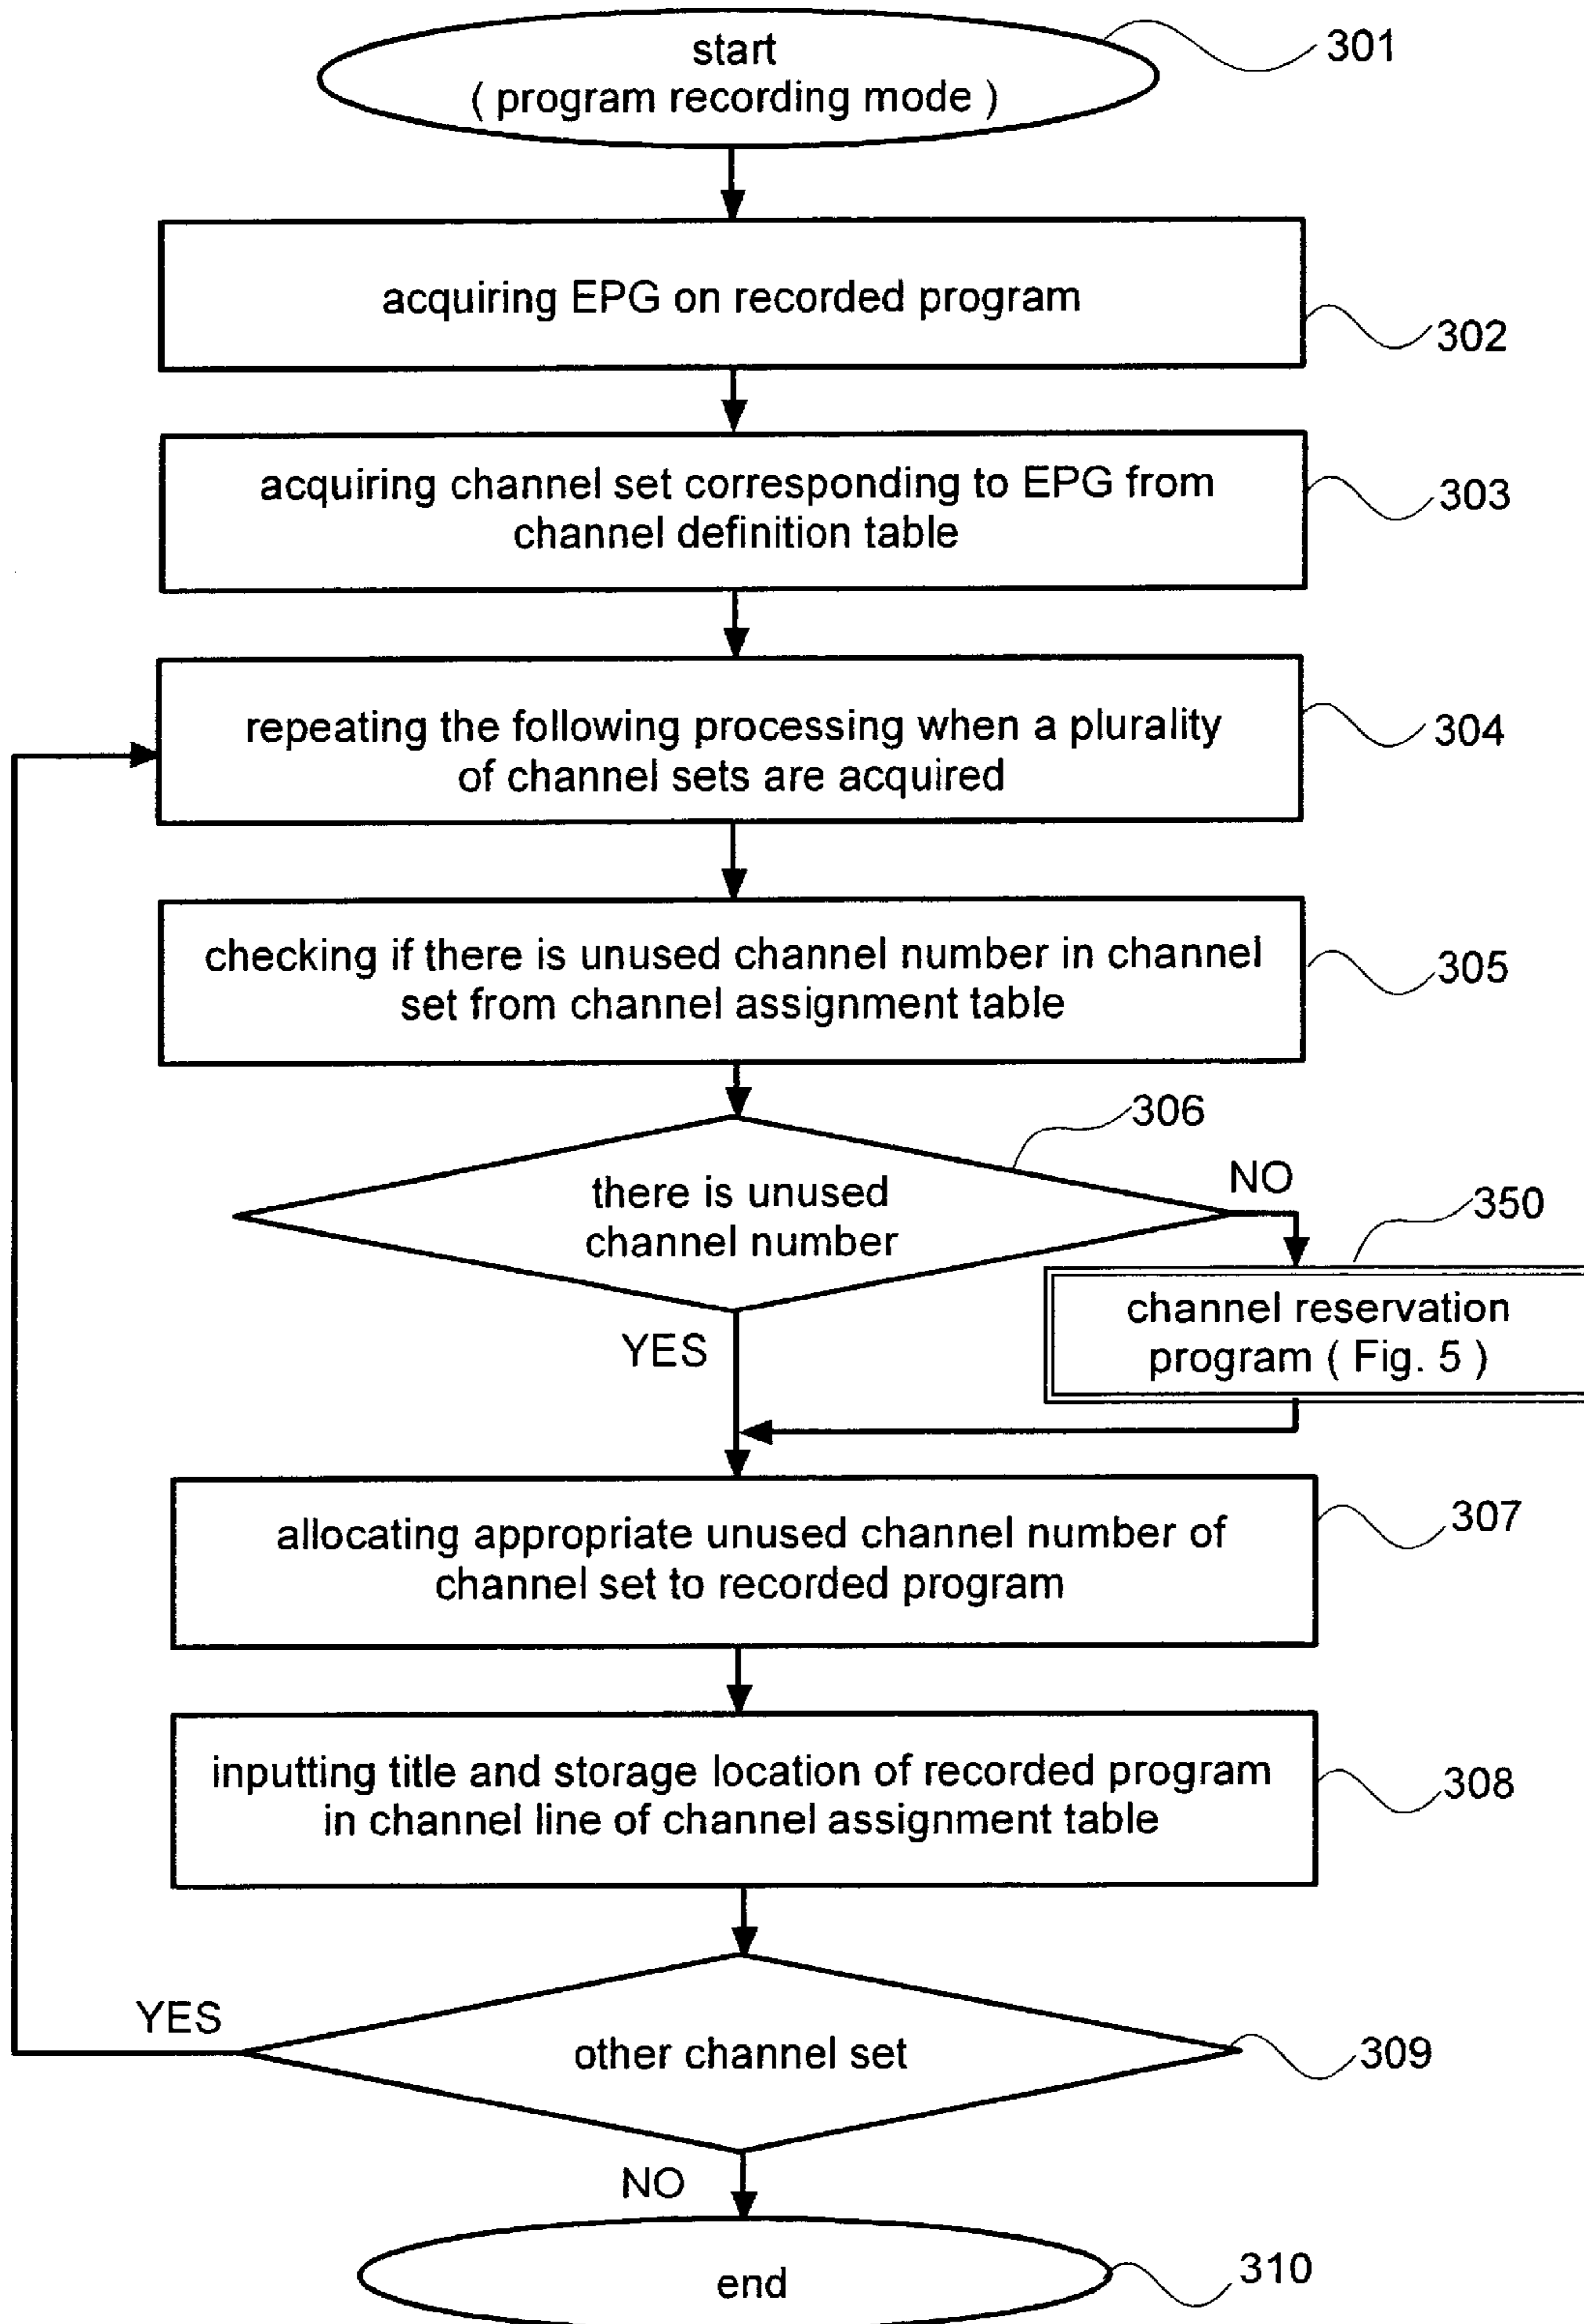 start
( program recording mode )
301
acquiring EPG on recorded program
302
acquiring channel set corresponding to EPG from
channel definition table
303
repeating the following processing when a plurality
of channel sets are acquired
304
checking if there is unused channel number in channel
set from channel assignment table
305
306
there is unused
channel number
NO
350
channel reservation
program ( Fig. 5 )
YES
allocating appropriate unused channel number of
channel set to recorded program
307
inputting title and storage location of recorded program
in channel line of channel assignment table
308
YES
other channel set
309
NO
end
310